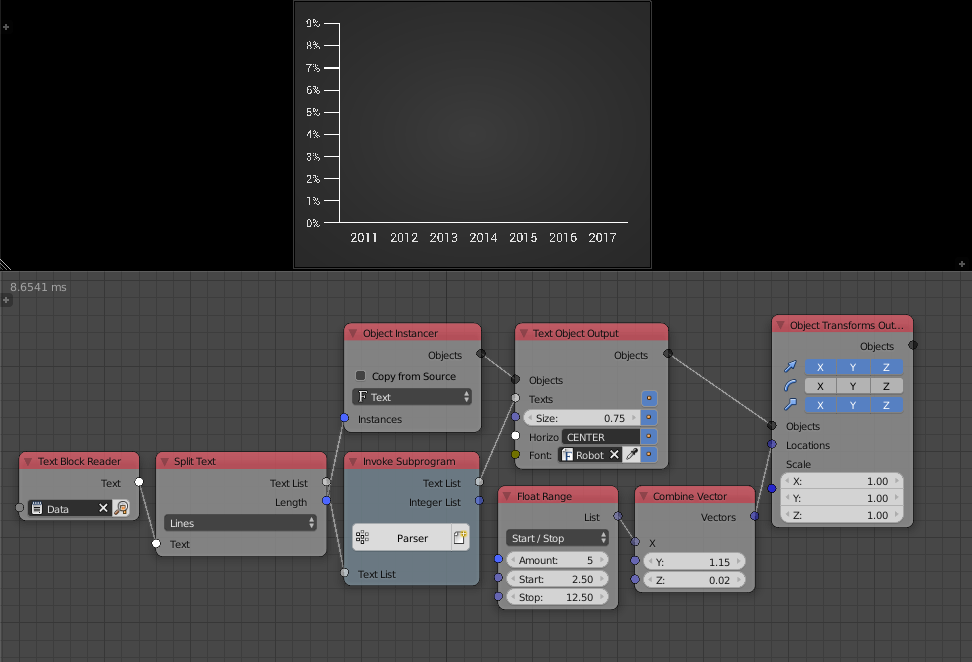 9%
8%
7%
6%
5%
4%
3%
2%
1%
0%
2011 2012 2013 2014 2015 2016 2017
8.6541 ms
Object Instancer
Objects
Copy from Source
F Text
Instances
Text Object Output
Objects
Objects
Texts
Size: 0.75
Horizo CENTER
Font: F Robot
Object Transforms Out...
Objects
X Y Z
X Y Z
X Y Z
Objects
Locations
Scale
X: 1.00
Y: 1.00
Z: 1.00
Text Block Reader
Text
Data
Split Text
Text List
Length
Lines
Text
Invoke Subprogram
Text List
Integer List
Parser
Text List
Float Range
List
Start / Stop
Amount: 5
Start: 2.50
Stop: 12.50
Combine Vector
Vectors
X
Y: 1.15
Z: 0.02